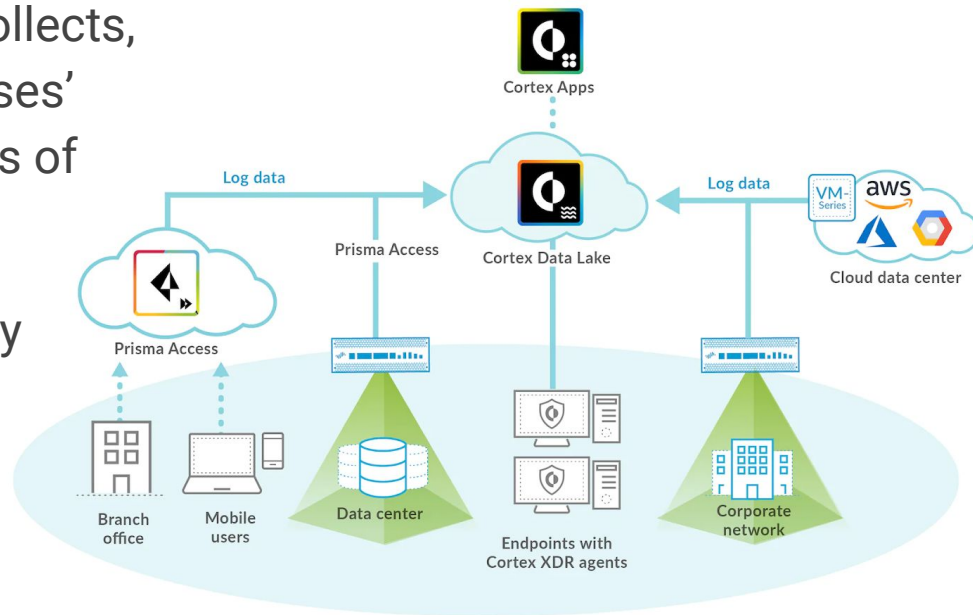 ollects,
ses’
s of
y
Cortex Apps
Log data
Log data
VM-
Series
aws
Prisma Access
Cortex Data Lake
Cloud data center
Prisma Access
Branch
office
Mobile
users
Data center
Endpoints with
Cortex XDR agents
Corporate
network